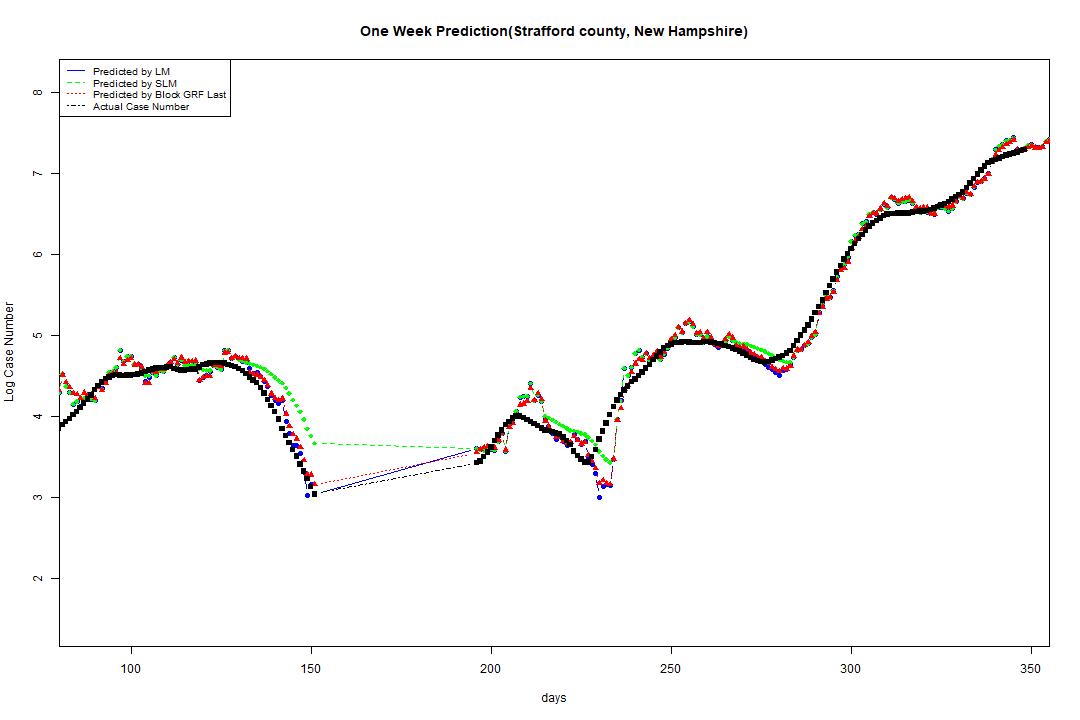 One Week Prediction(Strafford county, New Hampshire)
Predicted by LM
Predicted by SLM
Predicted by Block GRF Last
Actual Case Number
Log Case Number
8
7
6
5
4
3
2
100 150 200 250 300 350
days